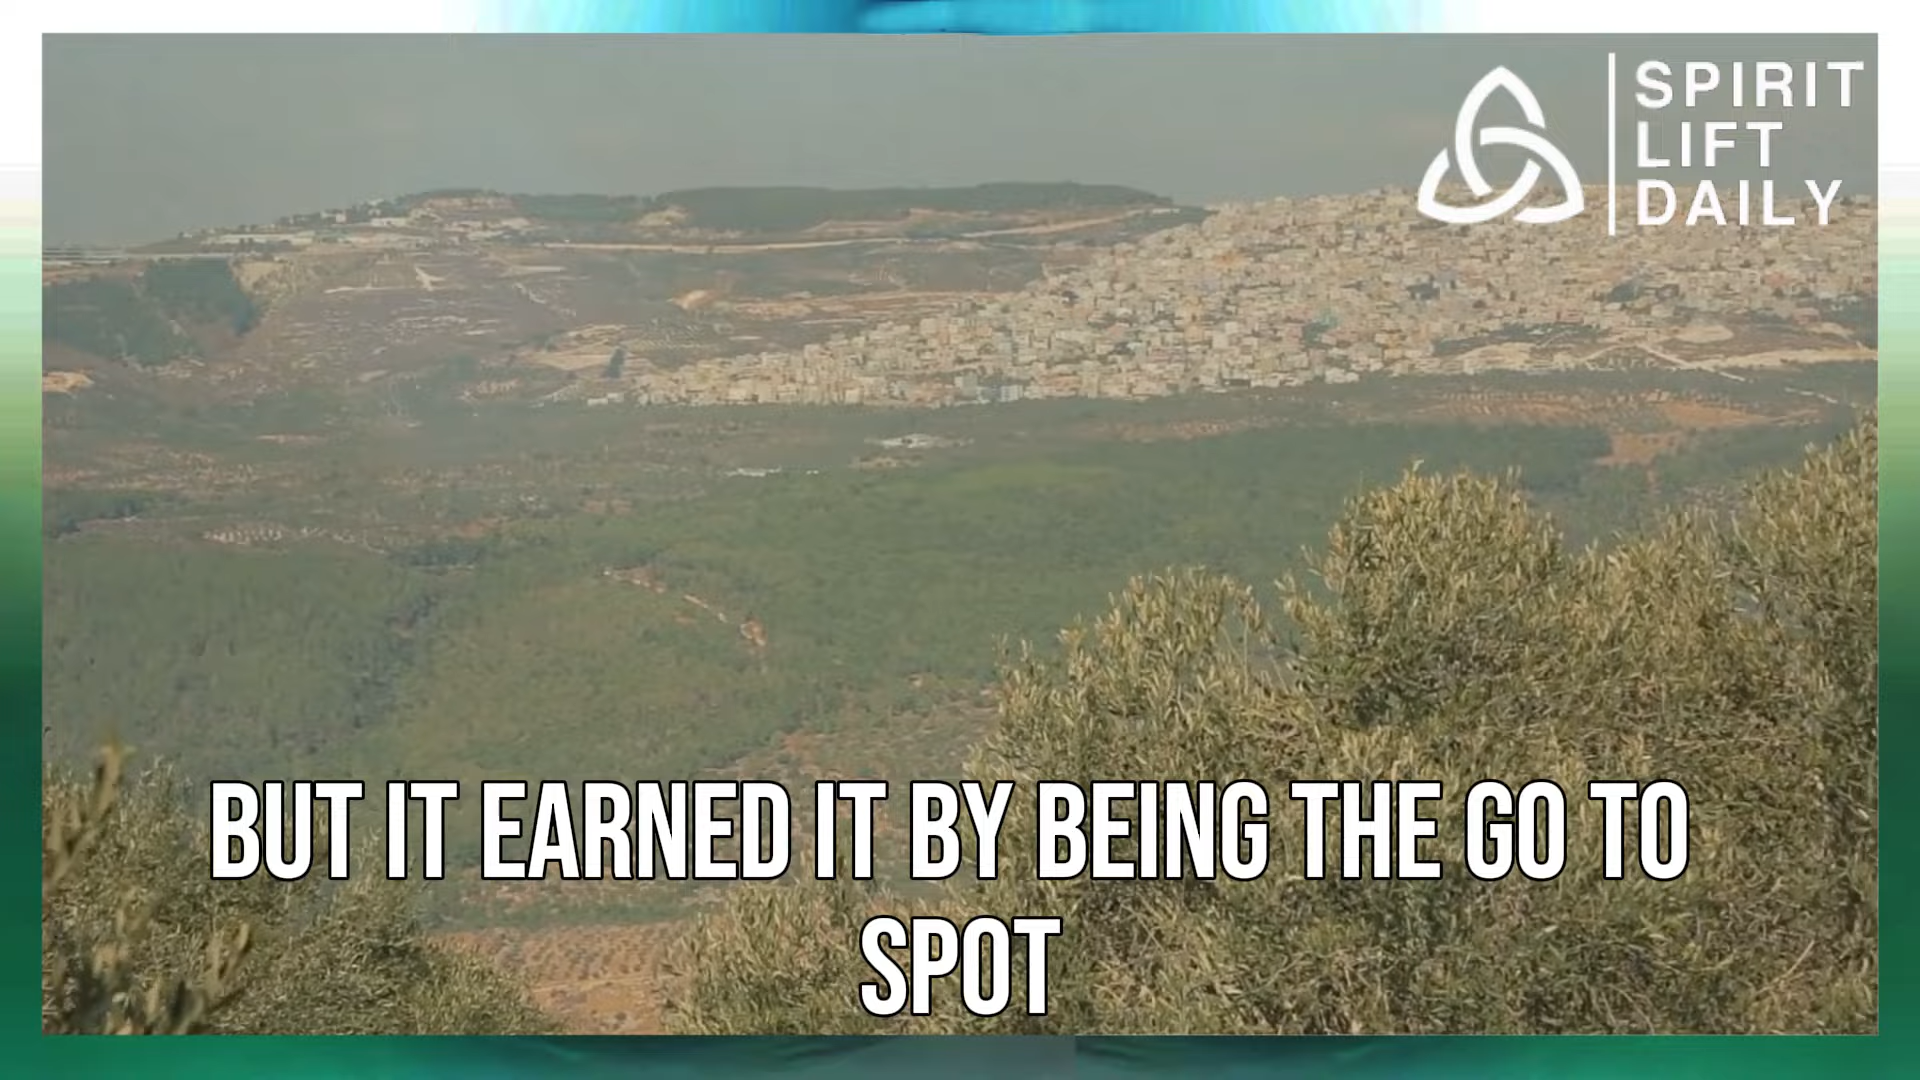 SPIRIT
LIFT
DAILY
BUT IT EARNED IT BY BEING THE GO TO
SPOT